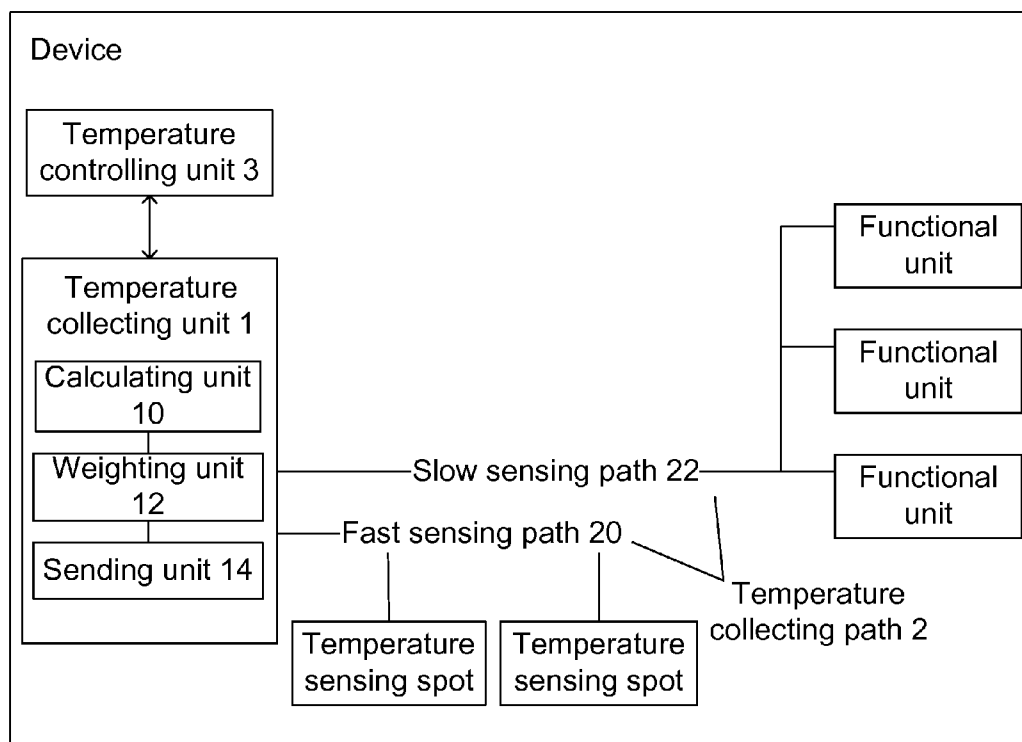 Device
Temperature
controlling unit 3
Temperature
collecting unit 1
Calculating unit
10
Weighting unit
12
Sending unit 14
Slow sensing path 22
Fast sensing path 20
Temperature
sensing spot
Temperature
sensing spot
Temperature
collecting path 2
Functional
unit
Functional
unit
Functional
unit